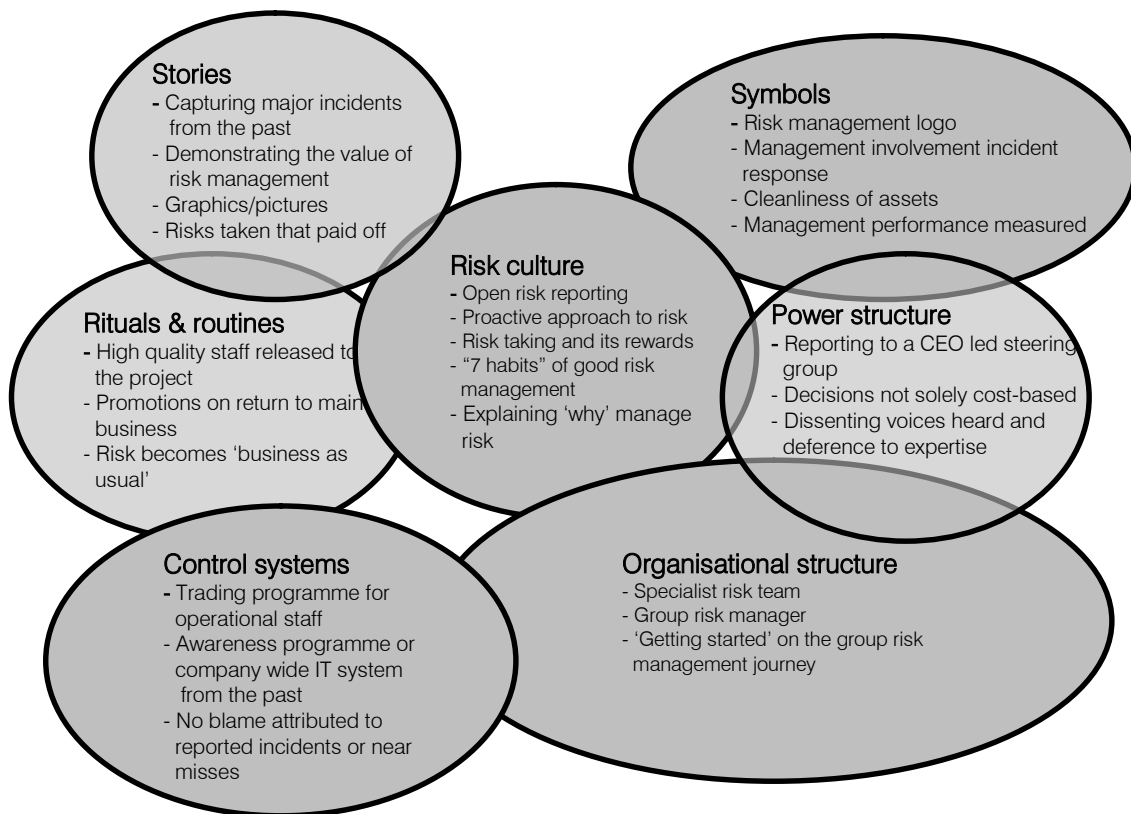 Stories
- Capturing major incidents
from the past
- Demonstrating the value of
risk management
- Graphics/pictures
- Risks taken that paid off
Symbols
- Risk management logo
- Management involvement incident
response
- Cleanliness of assets
- Management performance measured
Risk culture
- Open risk reporting
- Proactive approach to risk
- Risk taking and its rewards
- “7 habits” of good risk
management
- Explaining ‘why’ manage
risk
Rituals & routines
- High quality staff released to
the project
- Promotions on return to main
business
- Risk becomes ‘business as
usual’
Power structure
- Reporting to a CEO led steering
group
- Decisions not solely cost-based
- Dissenting voices heard and
deference to expertise
Control systems
- Trading programme for
operational staff
- Awareness programme or
company wide IT system
from the past
- No blame attributed to
reported incidents or near
misses
Organisational structure
- Specialist risk team
- Group risk manager
- ‘Getting started’ on the group risk
management journey